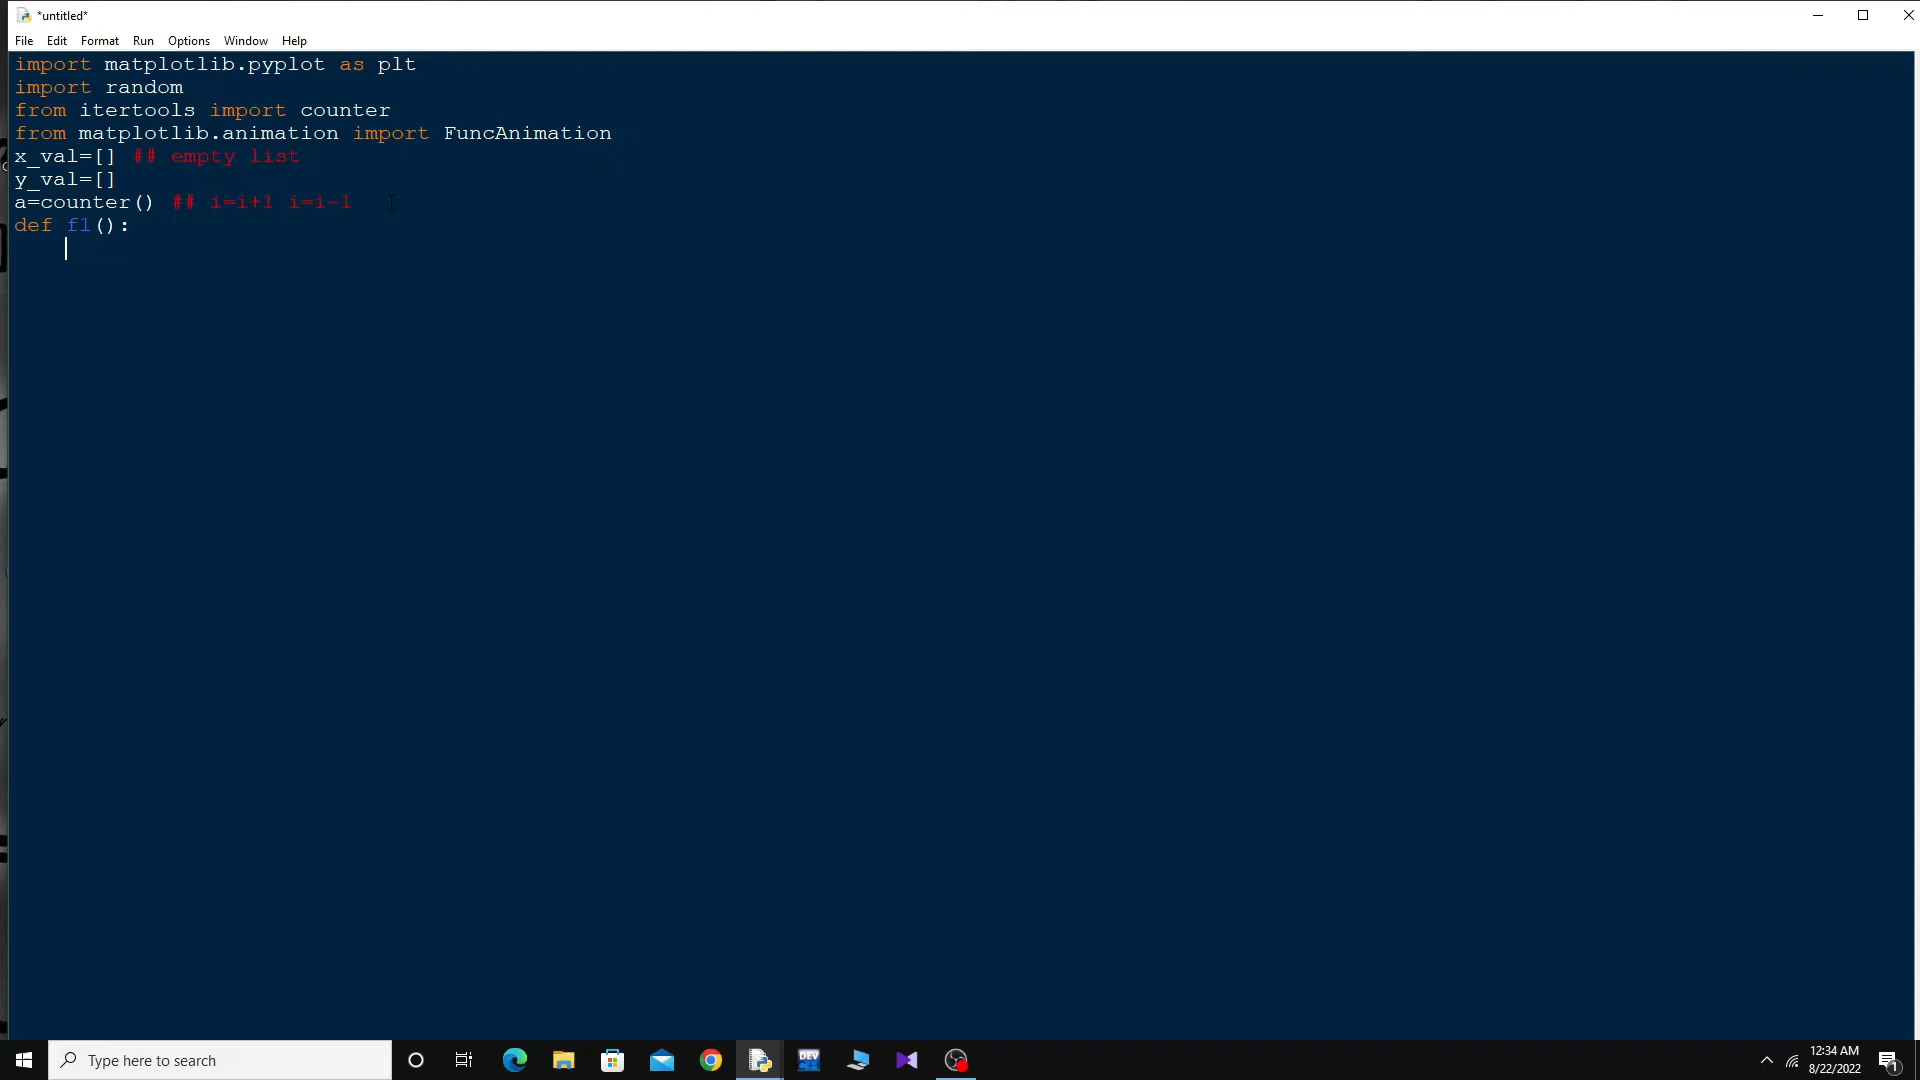 *untitled*
File Edit Format Run Options Window Help
import matplotlib.pyplot as plt
import random
from itertools import counter
from matplotlib.animation import FuncAnimation
x_val=[] ## empty list
y_val=[]
a=counter() ## i=i+1 i=i-1
def f1():
Type here to search
DEV C++
12:34 AM
8/22/2022
1